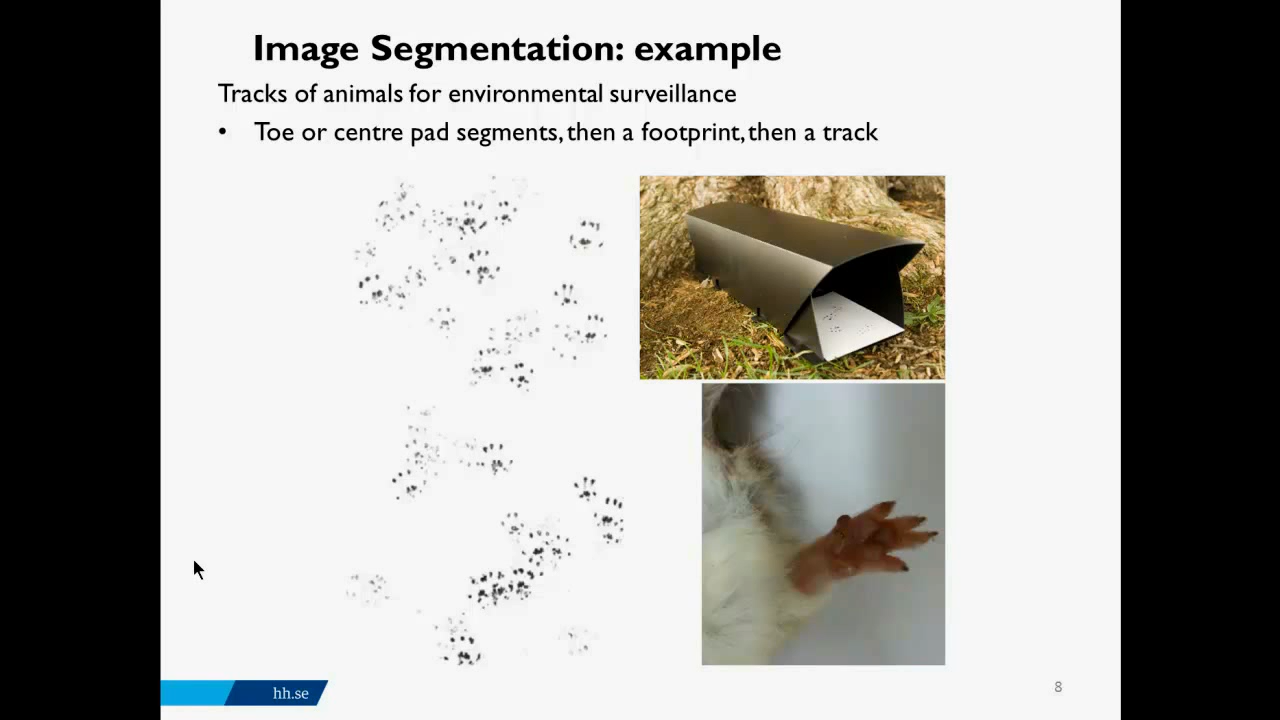 Image Segmentation: example
Tracks of animals for environmental surveillance
• Toe or centre pad segments, then a footprint, then a track
hh.se
8